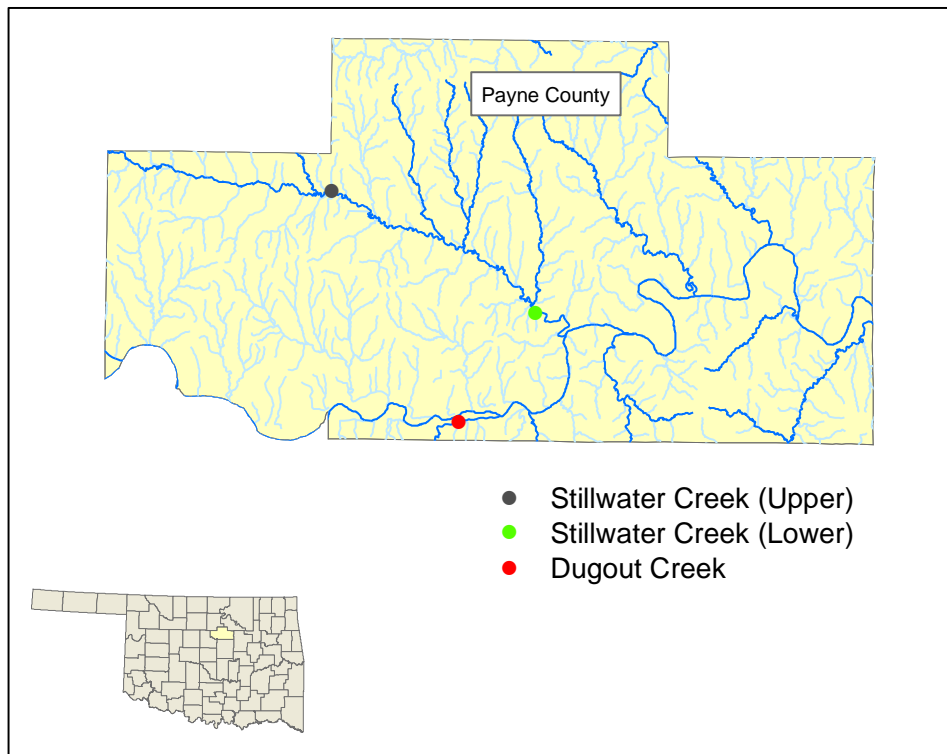 Payne County
Stillwater Creek (Upper)
Stillwater Creek (Lower)
Dugout Creek